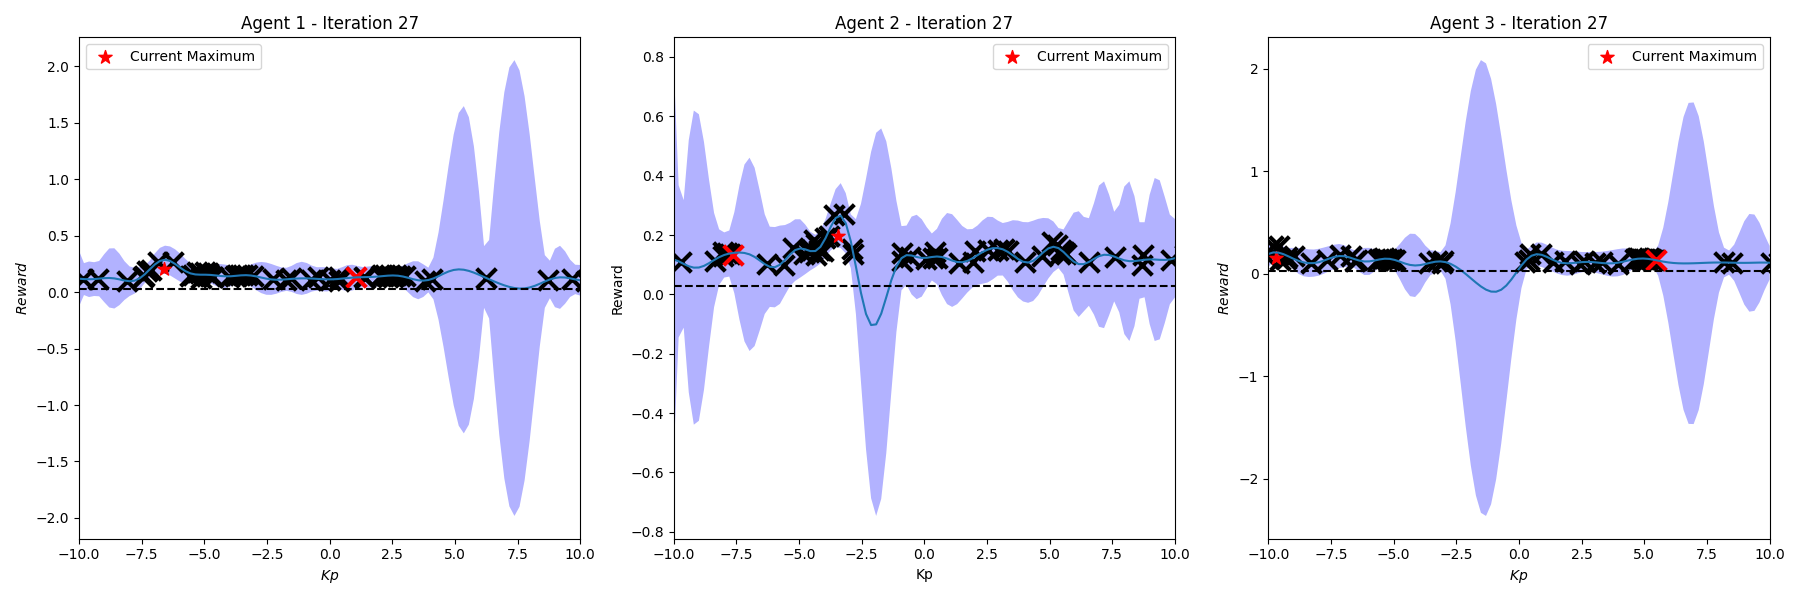 Agent 1 - Iteration 27
Current Maximum
2.0
1.5
1.0
0.5
0.0
−0.5
−1.0
−1.5
−2.0
Reward
−10.0 −7.5 −5.0 −2.5 0.0 2.5 5.0 7.5 10.0
Kp
Agent 2 - Iteration 27
Current Maximum
0.8
0.6
0.4
0.2
0.0
−0.2
−0.4
−0.6
−0.8
Reward
−10.0 −7.5 −5.0 −2.5 0.0 2.5 5.0 7.5 10.0
Kp
Agent 3 - Iteration 27
Current Maximum
2
1
0
−1
−2
Reward
−10.0 −7.5 −5.0 −2.5 0.0 2.5 5.0 7.5 10.0
Kp